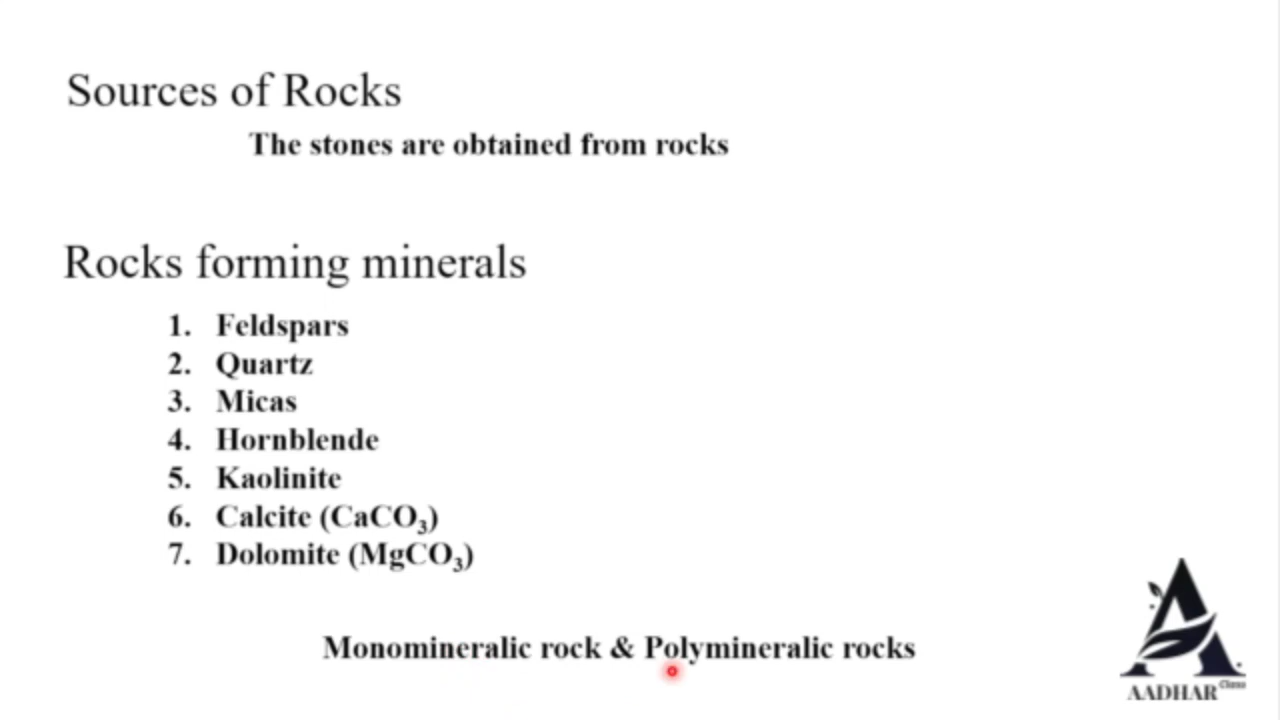 Sources of Rocks
The stones are obtained from rocks
Rocks forming minerals
1. Feldspars
2. Quartz
3. Micas
4. Hornblende
5. Kaolinite
6. Calcite (CaCO₃)
7. Dolomite (MgCO₃)
Monomineralic rock & Polymineralic rocks
AADHAR Class